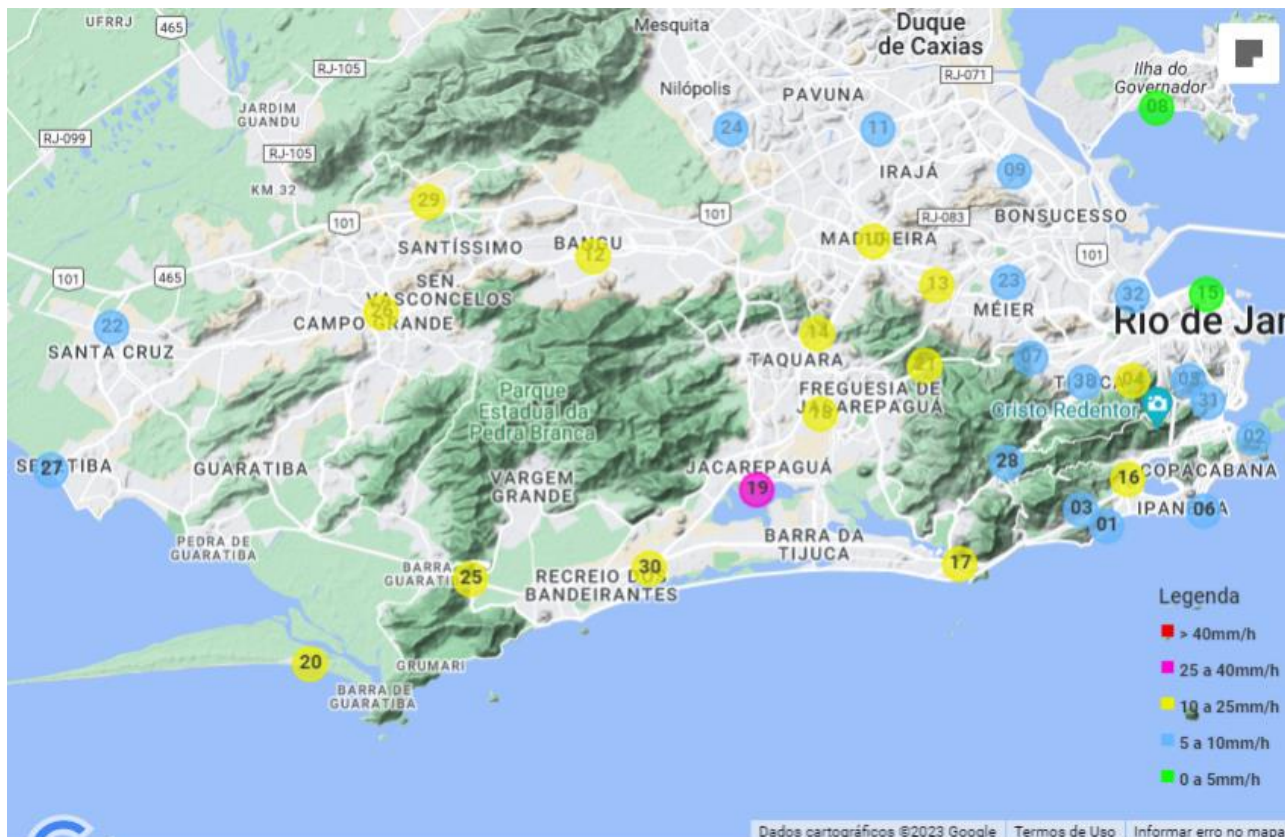 UFRRJ
465
Mesquita
Duque
de Caxias
RJ-105
RJ-071
Ilha do
Governador
Nilópolis
PAVUNA
JARDIM
GUANDU
08
RJ-099
RJ-105
24
11
IRAJÁ
09
KM 32
29
101
101
RJ-083
BONSUCESSO
SANTÍSSIMO
BANGU
12
MADUREIRA
10
101
SEN.
VASCONCELOS
101
465
13
23
32
15
26
CAMPO GRANDE
MÉIER
22
SANTA CRUZ
Rio de Jan
14
TAQUARA
21
07
Parque
Estadual da
Pedra Branca
FREGUESIA DE
JACAREPAGUÁ
18
38
04
05
31
Cristo Redentor
02
27
GUARATIBA
VARGEM
GRANDE
JACAREPAGUÁ
28
16
COPACABANA
19
03
01
06
PEDRA DE
GUARATIBA
BARRA DA
TIJUCA
17
BARRA
25
30
RECREIO DOS
BANDEIRANTES
20
GRUMARI
BARRA DE
GUARATIBA
Legenda
> 40mm/h
25 a 40mm/h
10 a 25mm/h
5 a 10mm/h
0 a 5mm/h
Dados cartográficos ©2023 Google Termos de Uso Informar erro no mapa